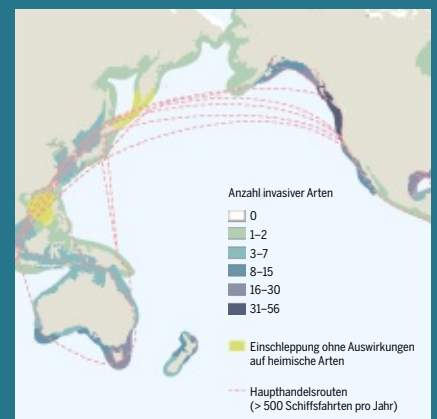 Anzahl invasiver Arten
0
1–2
3–7
8–15
16–30
31–56
Einschleppung ohne Auswirkungen
auf heimische Arten
Haupthandelsrouten
(> 500 Schiffsfahrten pro Jahr)